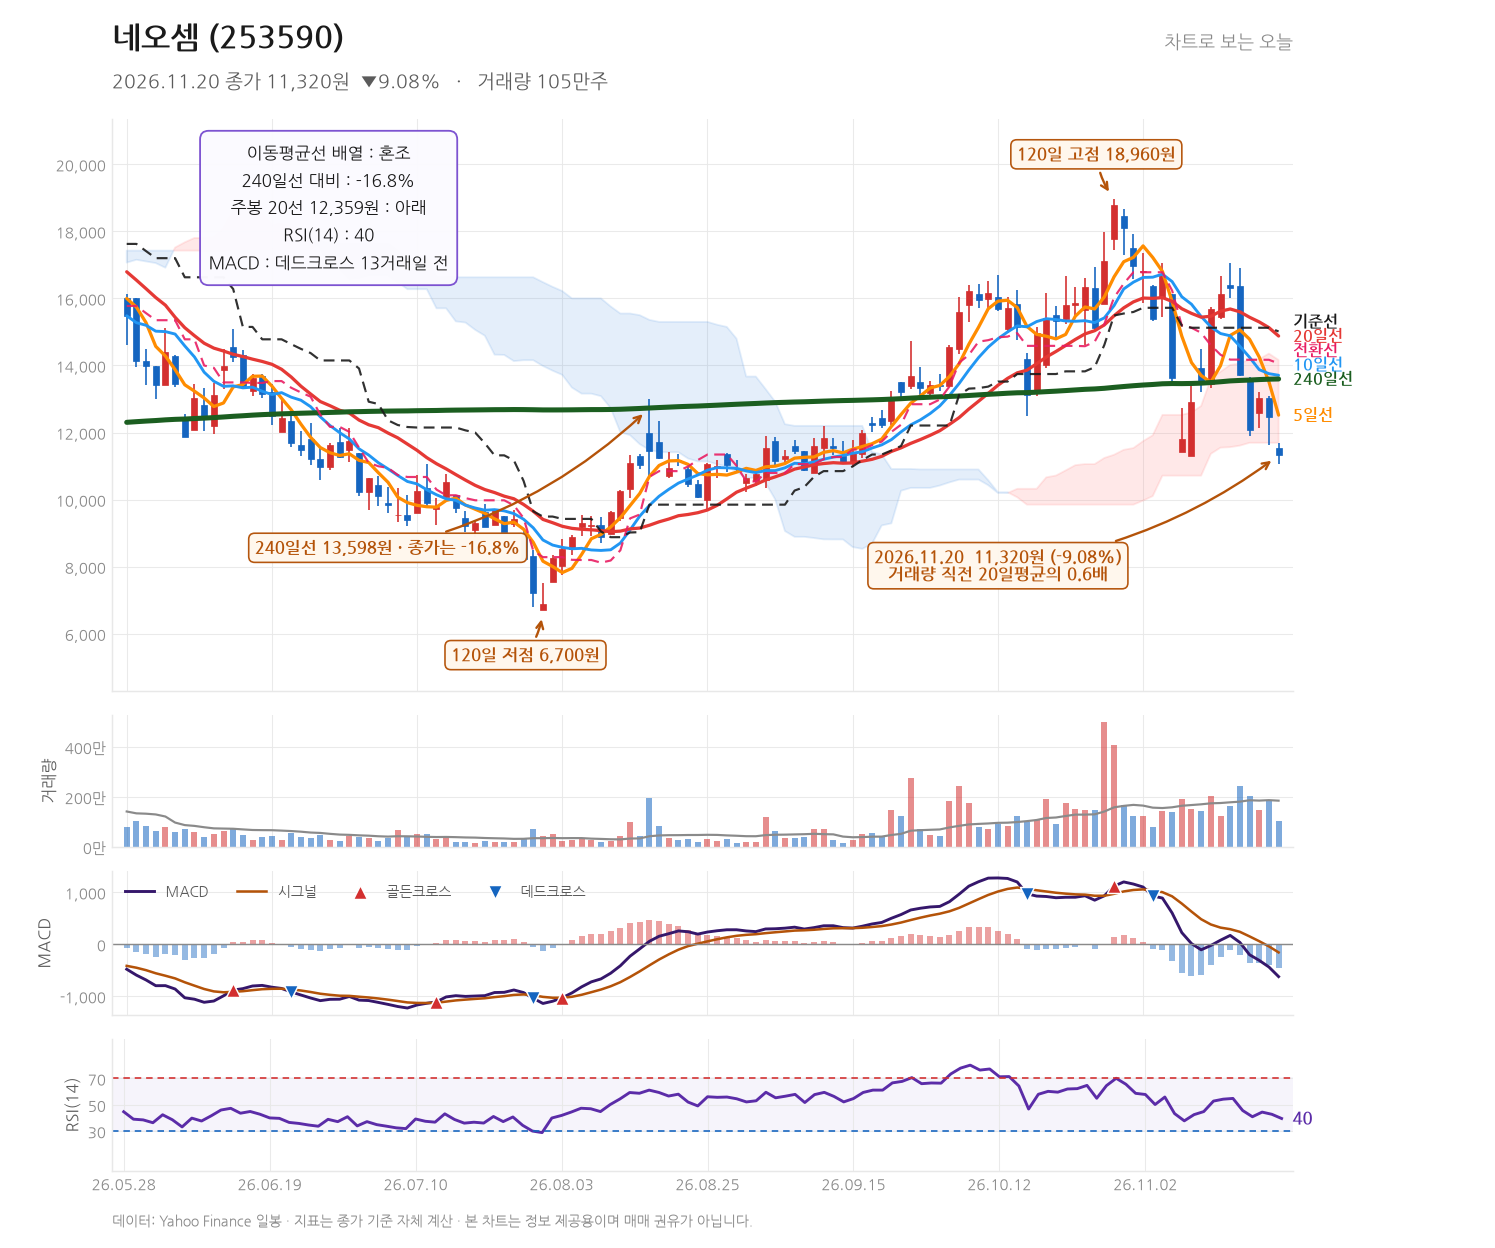 네오셈 (253590)
차트로 보는 오늘
2026.11.20 종가 11,320원 ▼9.08% · 거래량 105만주
이동평균선 배열 : 혼조
240일선 대비 : -16.8%
주봉 20선 12,359원 : 아래
RSI(14) : 40
MACD : 데드크로스 13거래일 전
120일 고점 18,960원
20,000
18,000
16,000
14,000
12,000
10,000
8,000
6,000
기준선
20일선
전환선
10일선
240일선
5일선
240일선 13,598원 · 종가는 -16.8%
2026.11.20 11,320원 (-9.08%)
거래량 직전 20일평균의 0.6배
120일 저점 6,700원
거래량
400만
200만
0만
MACD
MACD
시그널
골든크로스
데드크로스
1,000
0
-1,000
RSI(14)
70
50
30
40
26.05.28
26.06.19
26.07.10
26.08.03
26.08.25
26.09.15
26.10.12
26.11.02
데이터: Yahoo Finance 일봉 · 지표는 종가 기준 자체 계산 · 본 차트는 정보 제공용이며 매매 권유가 아닙니다.